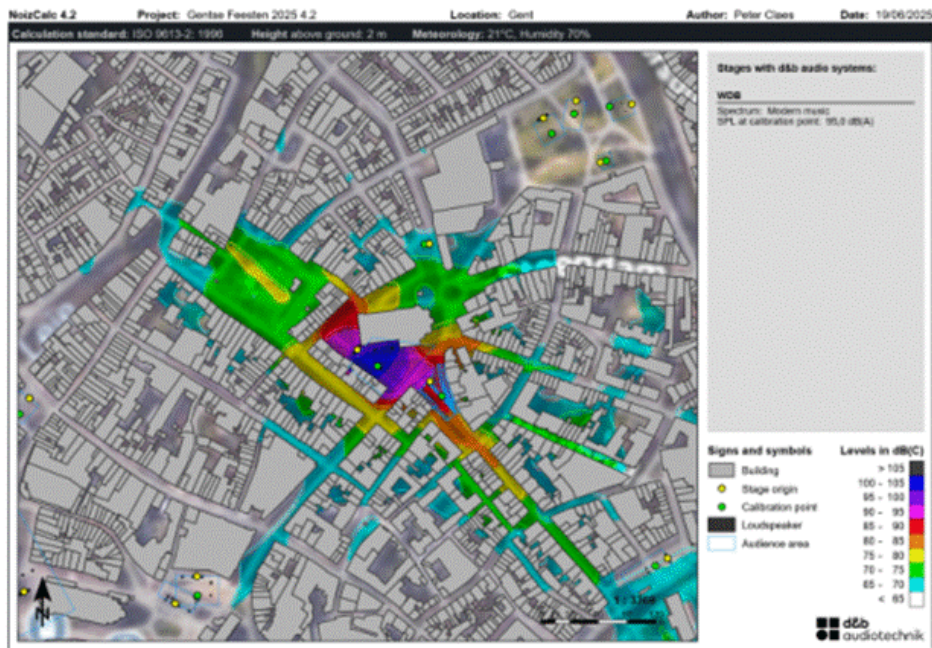 NoizCalc 4.2 Project: Gentse Feesten 2025 4.2 Location: Gent Author: Peter Claes Date: 19/06/2025
Calculation standard: ISO 9613-2: 1996 Height above ground: 2 m Meteorology: 21°C, Humidity 70%
Stages with d&b audio systems:
WDB
Spectrum: Modern music
SPL at calibration point: 95,0 dB(A)
Signs and symbols
Building
Stage origin
Calibration point
Loudspeaker
Audience area
Levels in dB(C)
> 105
100 - 105
95 - 100
90 - 95
85 - 90
80 - 85
75 - 80
70 - 75
65 - 70
< 65
N
d&b
audiotechnik